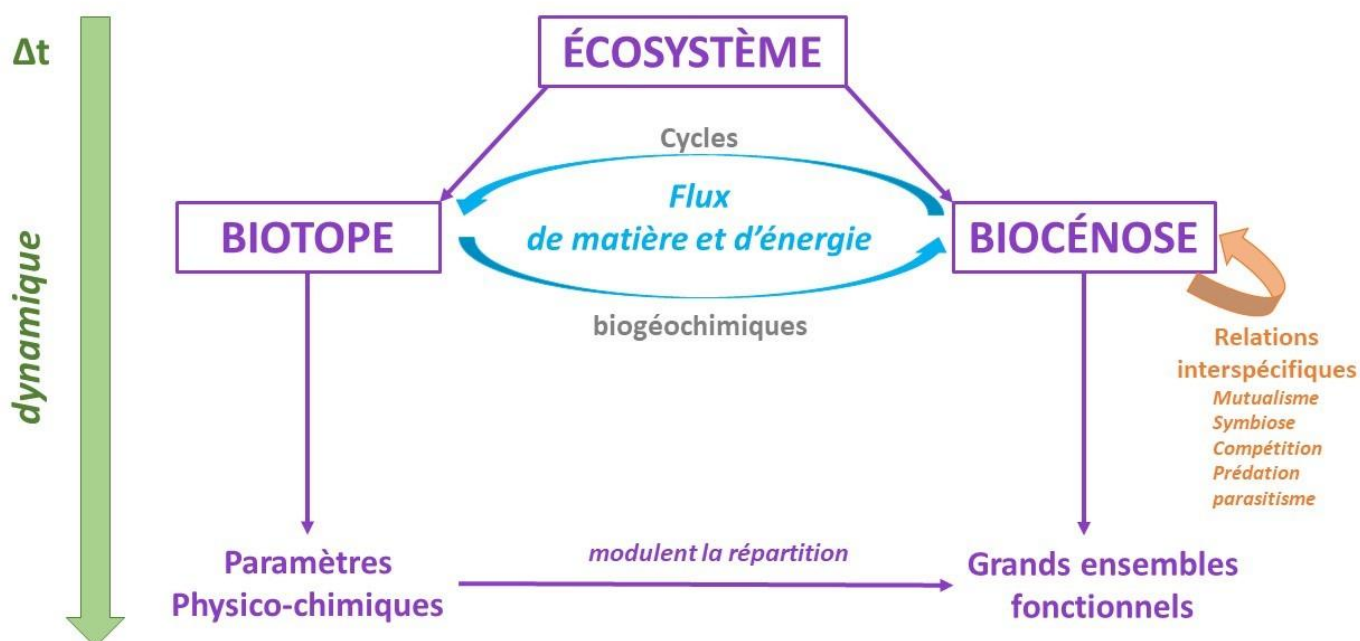 Δt
ÉCOSYSTÈME
Cycles
Flux
de matière et d'énergie
BIOTOPE
BIOCÉNOSE
biogéochimiques
dynamique
Relations
interspécifiques
Mutualisme
Symbiose
Compétition
Prédation
parasitisme
Paramètres
Physico-chimiques
modulent la répartition
Grands ensembles
fonctionnels